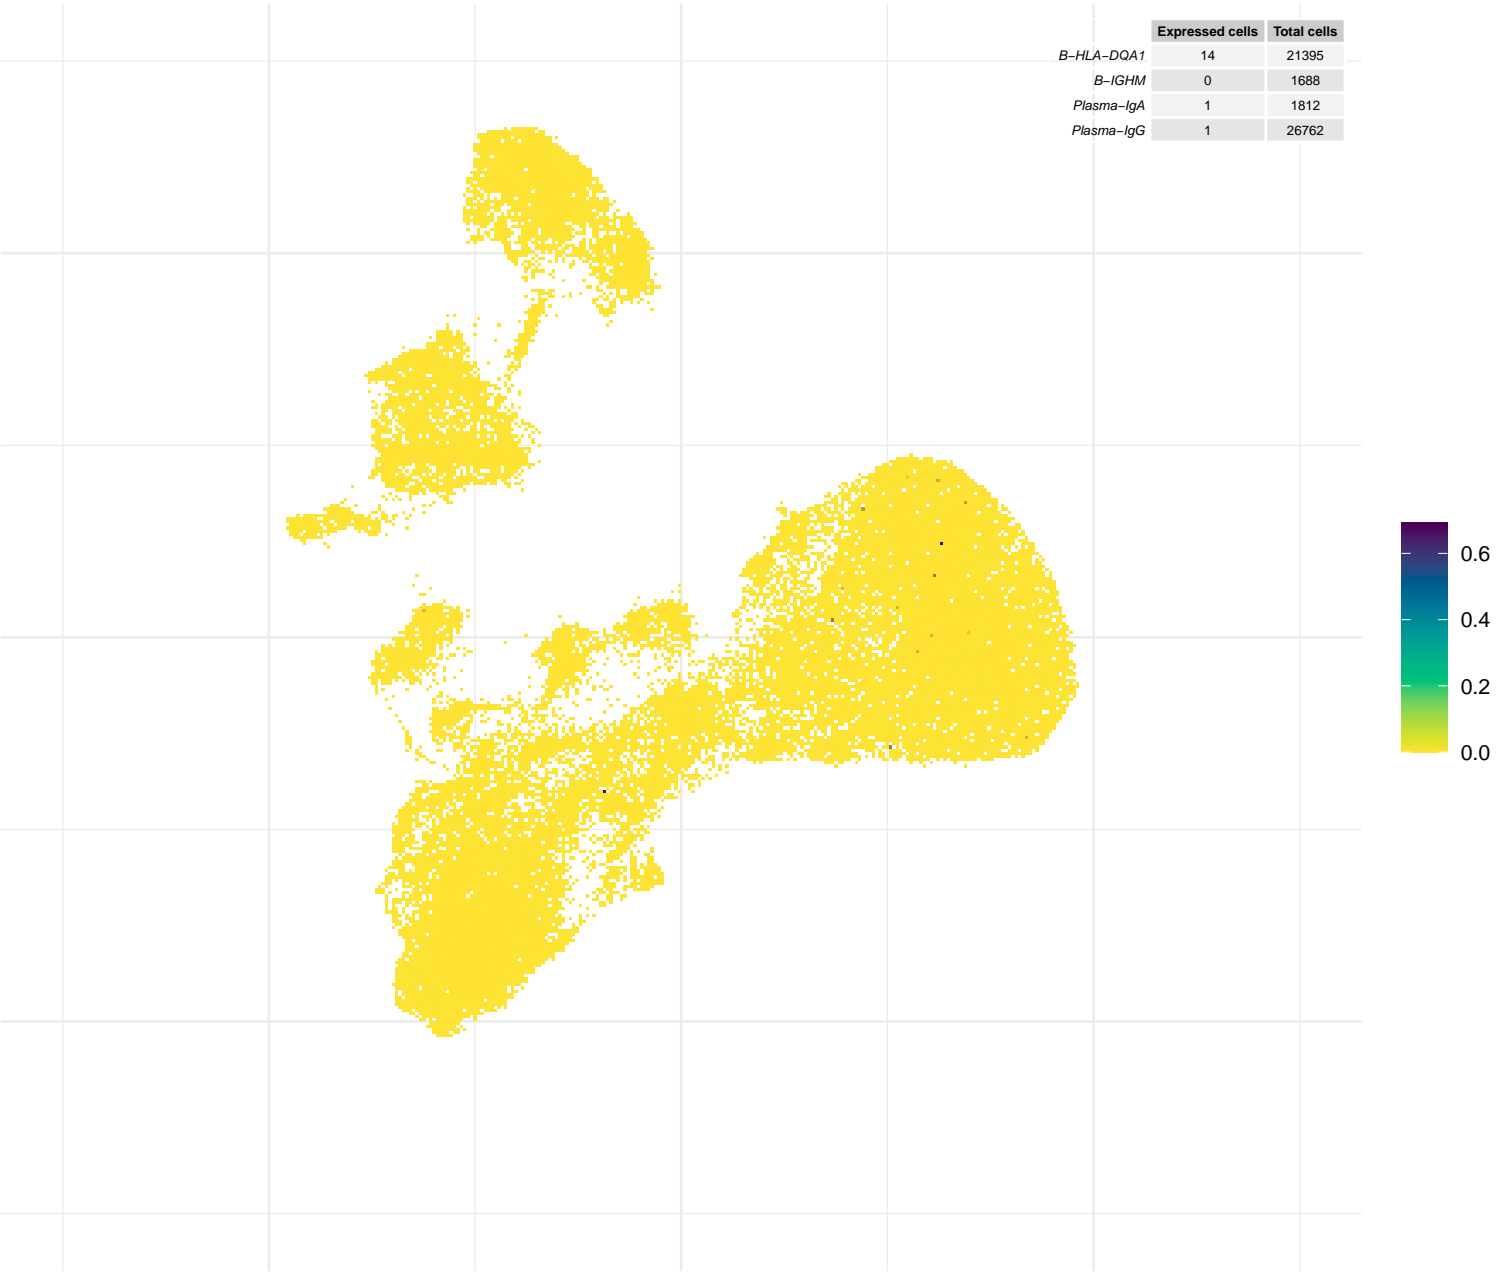 Expressed cells Total cells
B−HLA−DQA1 14 21395
B−IGHM 0 1688
Plasma−IgA 1 1812
Plasma−IgG 1 26762
0.6
0.4
0.2
0.0